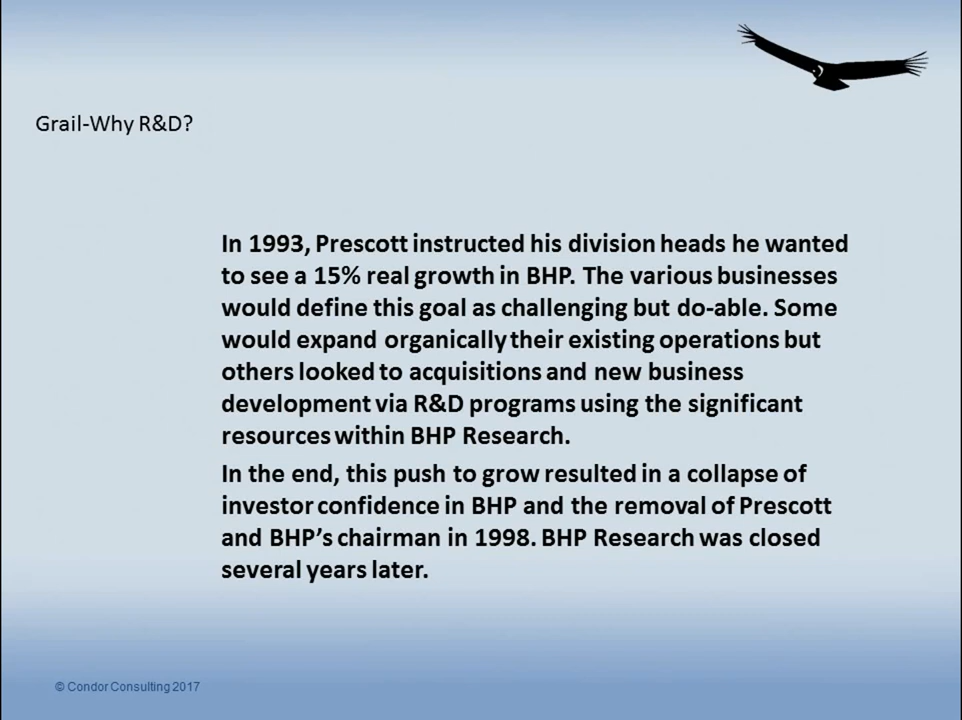 Grail-Why R&D?
In 1993, Prescott instructed his division heads he wanted
to see a 15% real growth in BHP. The various businesses
would define this goal as challenging but do-able. Some
would expand organically their existing operations but
others looked to acquisitions and new business
development via R&D programs using the significant
resources within BHP Research.
In the end, this push to grow resulted in a collapse of
investor confidence in BHP and the removal of Prescott
and BHP’s chairman in 1998. BHP Research was closed
several years later.
© Condor Consulting 2017